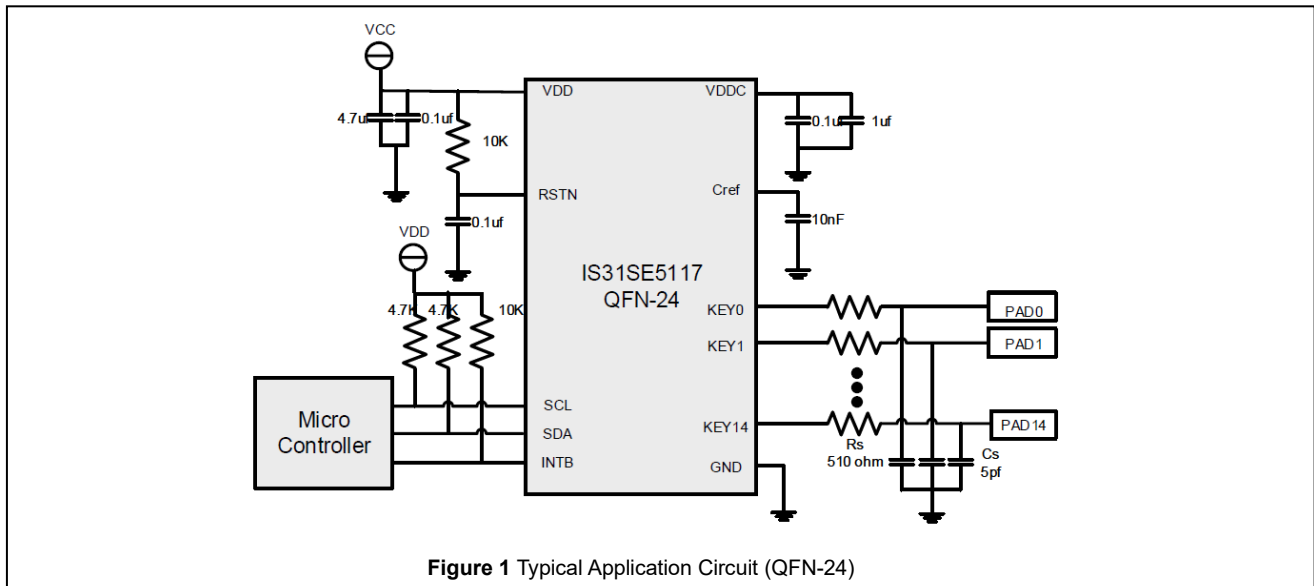 VCC
VDD
VDDC
4.7uf
0.1uf
10K
0.1uf
1uf
RSTN
Cref
0.1uf
10nF
VDD
IS31SE5117
QFN-24
4.7K
4.7K
10K
KEY0
PAD0
KEY1
PAD1
Micro
Controller
SCL
SDA
INTB
KEY14
PAD14
Rs
510 ohm
GND
Cs
5pf
Figure 1 Typical Application Circuit (QFN-24)